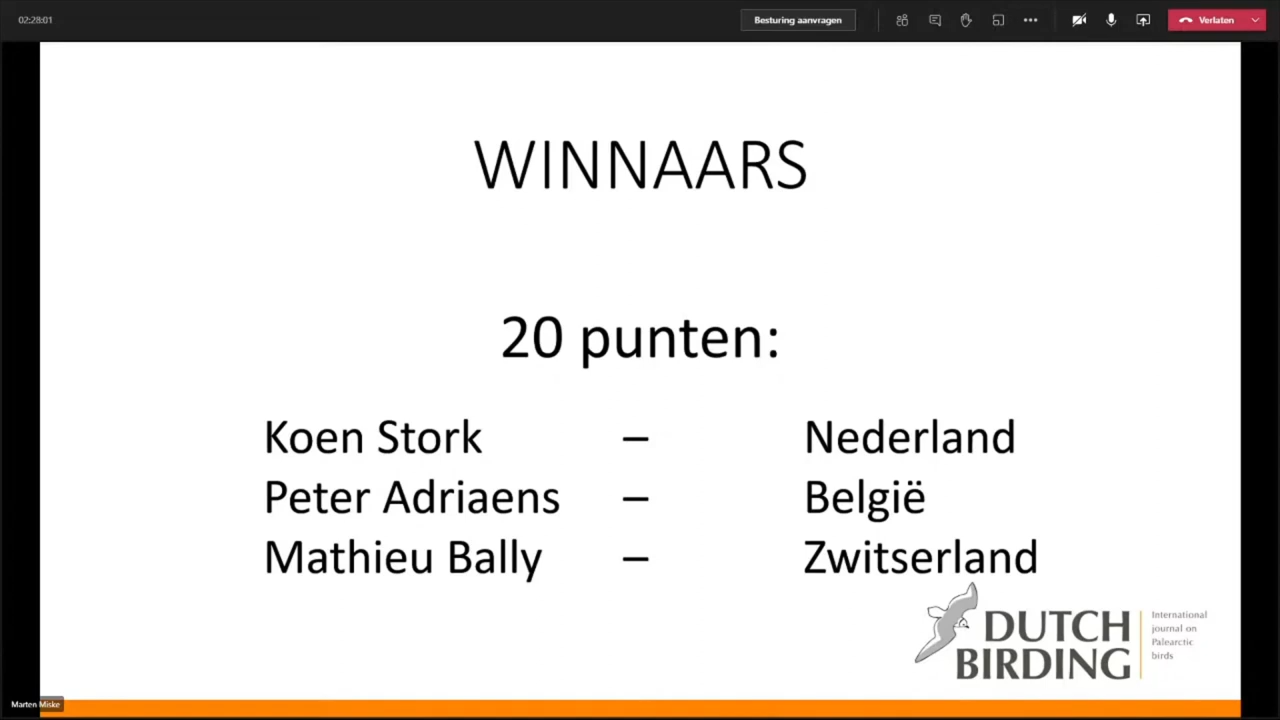 02:28:01
Besturing aanvragen
Verlaten
WINNAARS
20 punten:
Koen Stork – Nederland
Peter Adriaens – België
Mathieu Bally – Zwitserland
DUTCH
BIRDING
International
journal on
Palearctic
birds
Marten Miske